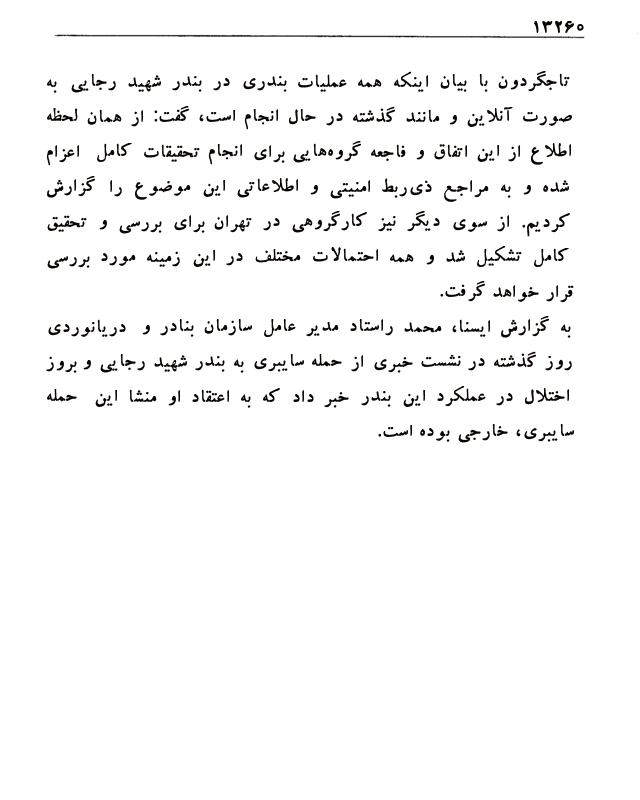 ۱۳۲۶۰
تاجگردون با بیان اینکه همه عملیات بندری در بندر شهید رجایی به
صورت آنلاین و مانند گذشته در حال انجام است، گفت: از همان لحظه
اطلاع از این اتفاق و فاجعه گروه‌هایی برای انجام تحقیقات کامل اعزام
شده و به مراجع ذی‌ربط امنیتی و اطلاعاتی این موضوع را گزارش
کردیم. از سوی دیگر نیز کارگروهی در تهران برای بررسی و تحقیق
کامل تشکیل شد و همه احتمالات مختلف در این زمینه مورد بررسی
قرار خواهد گرفت.
به گزارش ایسنا، محمد راستاد مدیر عامل سازمان بنادر و دریانوردی
روز گذشته در نشست خبری از حمله سایبری به بندر شهید رجایی و بروز
اختلال در عملکرد این بندر خبر داد که به اعتقاد او منشا این حمله
سایبری، خارجی بوده است.